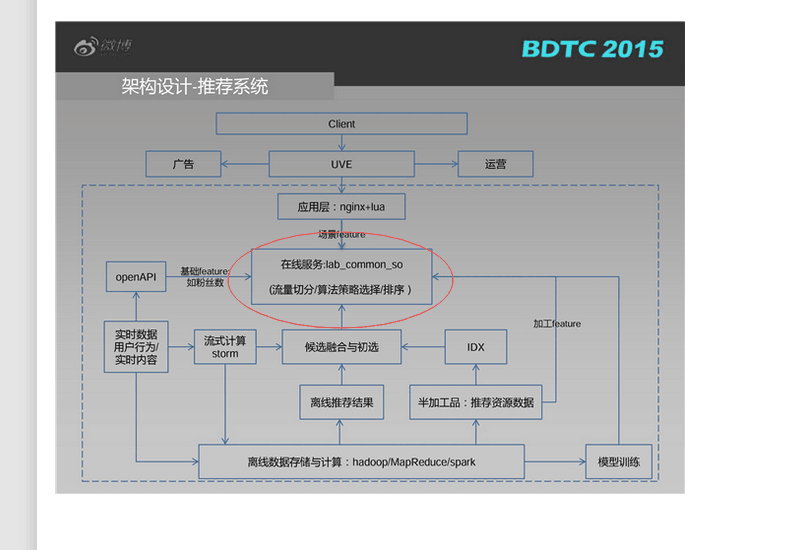 微博
BDTC 2015
架构设计-推荐系统
Client
广告
UVE
运营
应用层：nginx+lua
场景feature
在线服务:lab_common_so
(流量切分/算法策略选择/排序）
openAPI
基础feature:
如粉丝数
加工feature
实时数据
用户行为/
实时内容
流式计算
storm
候选融合与初选
IDX
离线推荐结果
半加工品：推荐资源数据
离线数据存储与计算：hadoop/MapReduce/spark
模型训练